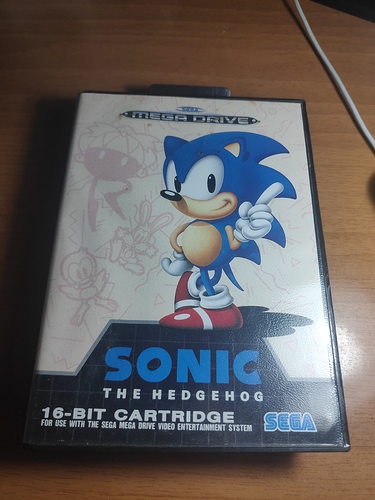 MEGA DRIVE
SONIC
THE HEDGEHOG
16-BIT CARTRIDGE
FOR USE WITH THE SEGA MEGA DRIVE VIDEO ENTERTAINMENT SYSTEM
SEGA